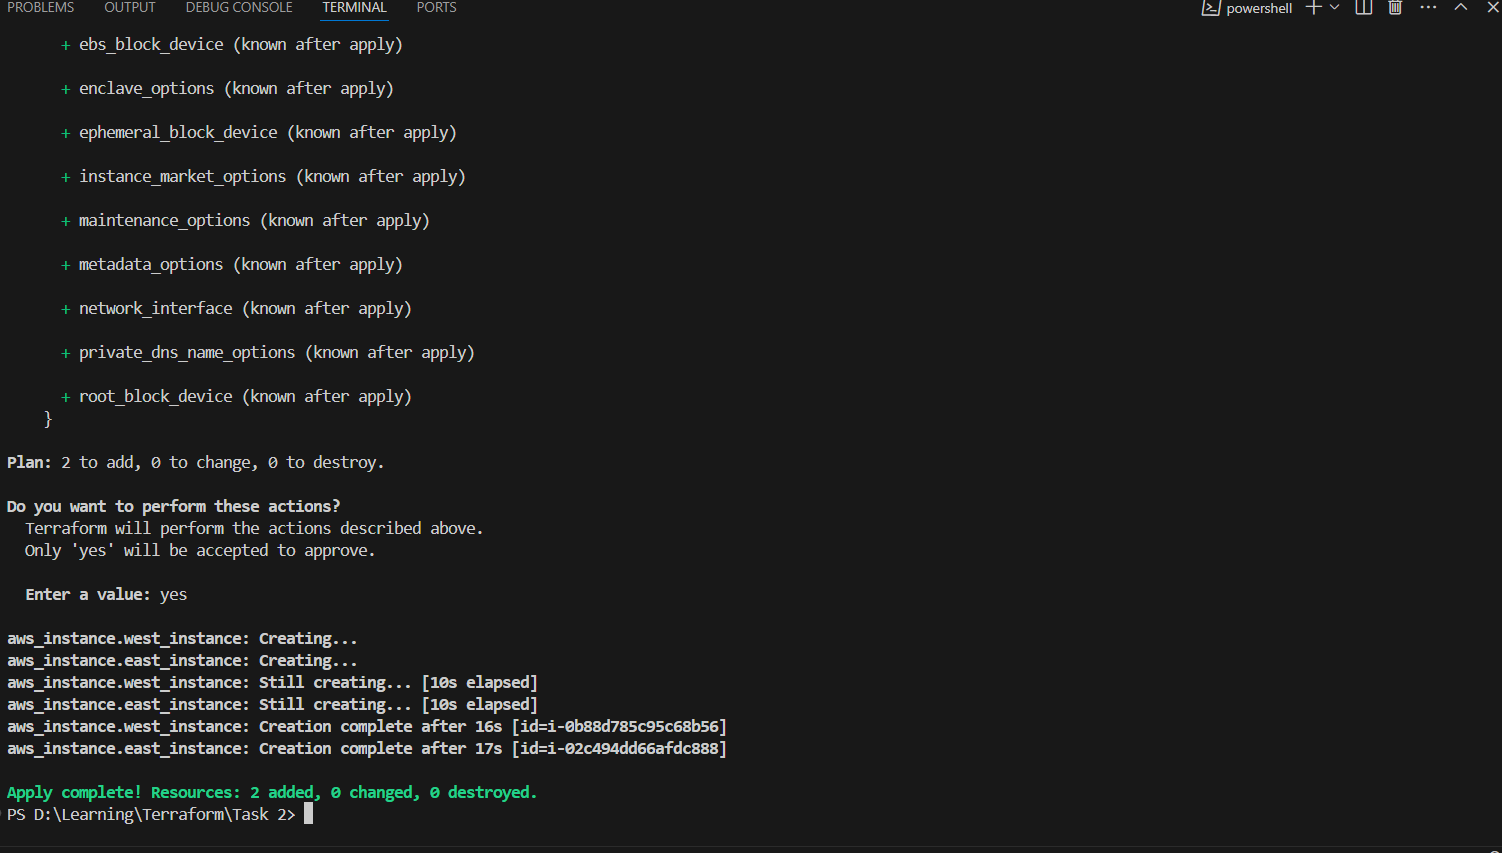 PROBLEMS OUTPUT DEBUG CONSOLE TERMINAL PORTS powershell
+ ebs_block_device (known after apply)
+ enclave_options (known after apply)
+ ephemeral_block_device (known after apply)
+ instance_market_options (known after apply)
+ maintenance_options (known after apply)
+ metadata_options (known after apply)
+ network_interface (known after apply)
+ private_dns_name_options (known after apply)
+ root_block_device (known after apply)
}
Plan: 2 to add, 0 to change, 0 to destroy.
Do you want to perform these actions?
Terraform will perform the actions described above.
Only 'yes' will be accepted to approve.
Enter a value: yes
aws_instance.west_instance: Creating...
aws_instance.east_instance: Creating...
aws_instance.west_instance: Still creating... [10s elapsed]
aws_instance.east_instance: Still creating... [10s elapsed]
aws_instance.west_instance: Creation complete after 16s [id=i-0b88d785c95c68b56]
aws_instance.east_instance: Creation complete after 17s [id=i-02c494dd66afdc888]
Apply complete! Resources: 2 added, 0 changed, 0 destroyed.
PS D:\Learning\Terraform\Task 2>